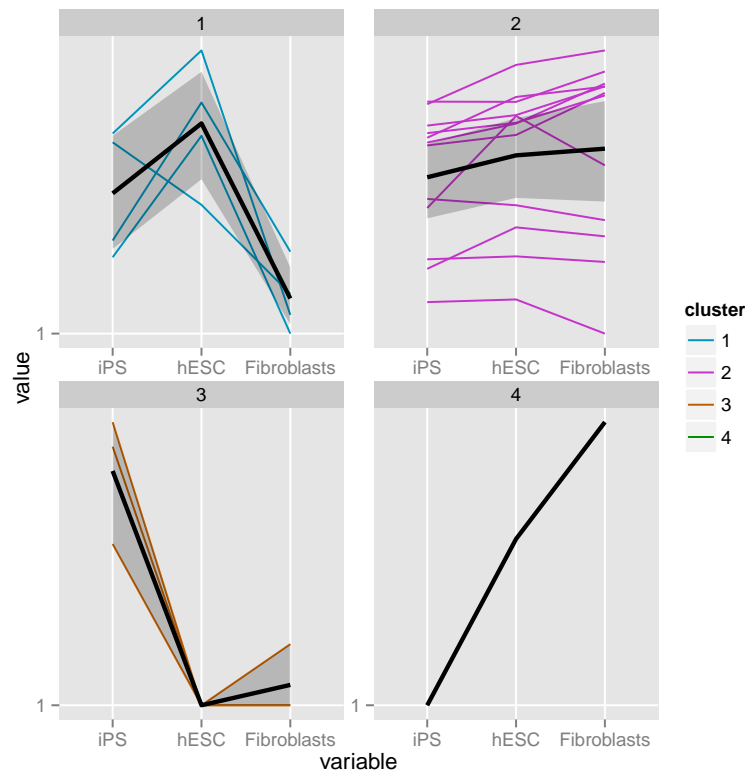 1
2
value
1
iPS
hESC
Fibroblasts
iPS
hESC
Fibroblasts
cluster
1
2
3
4
3
4
1
1
iPS
hESC
Fibroblasts
iPS
hESC
Fibroblasts
variable